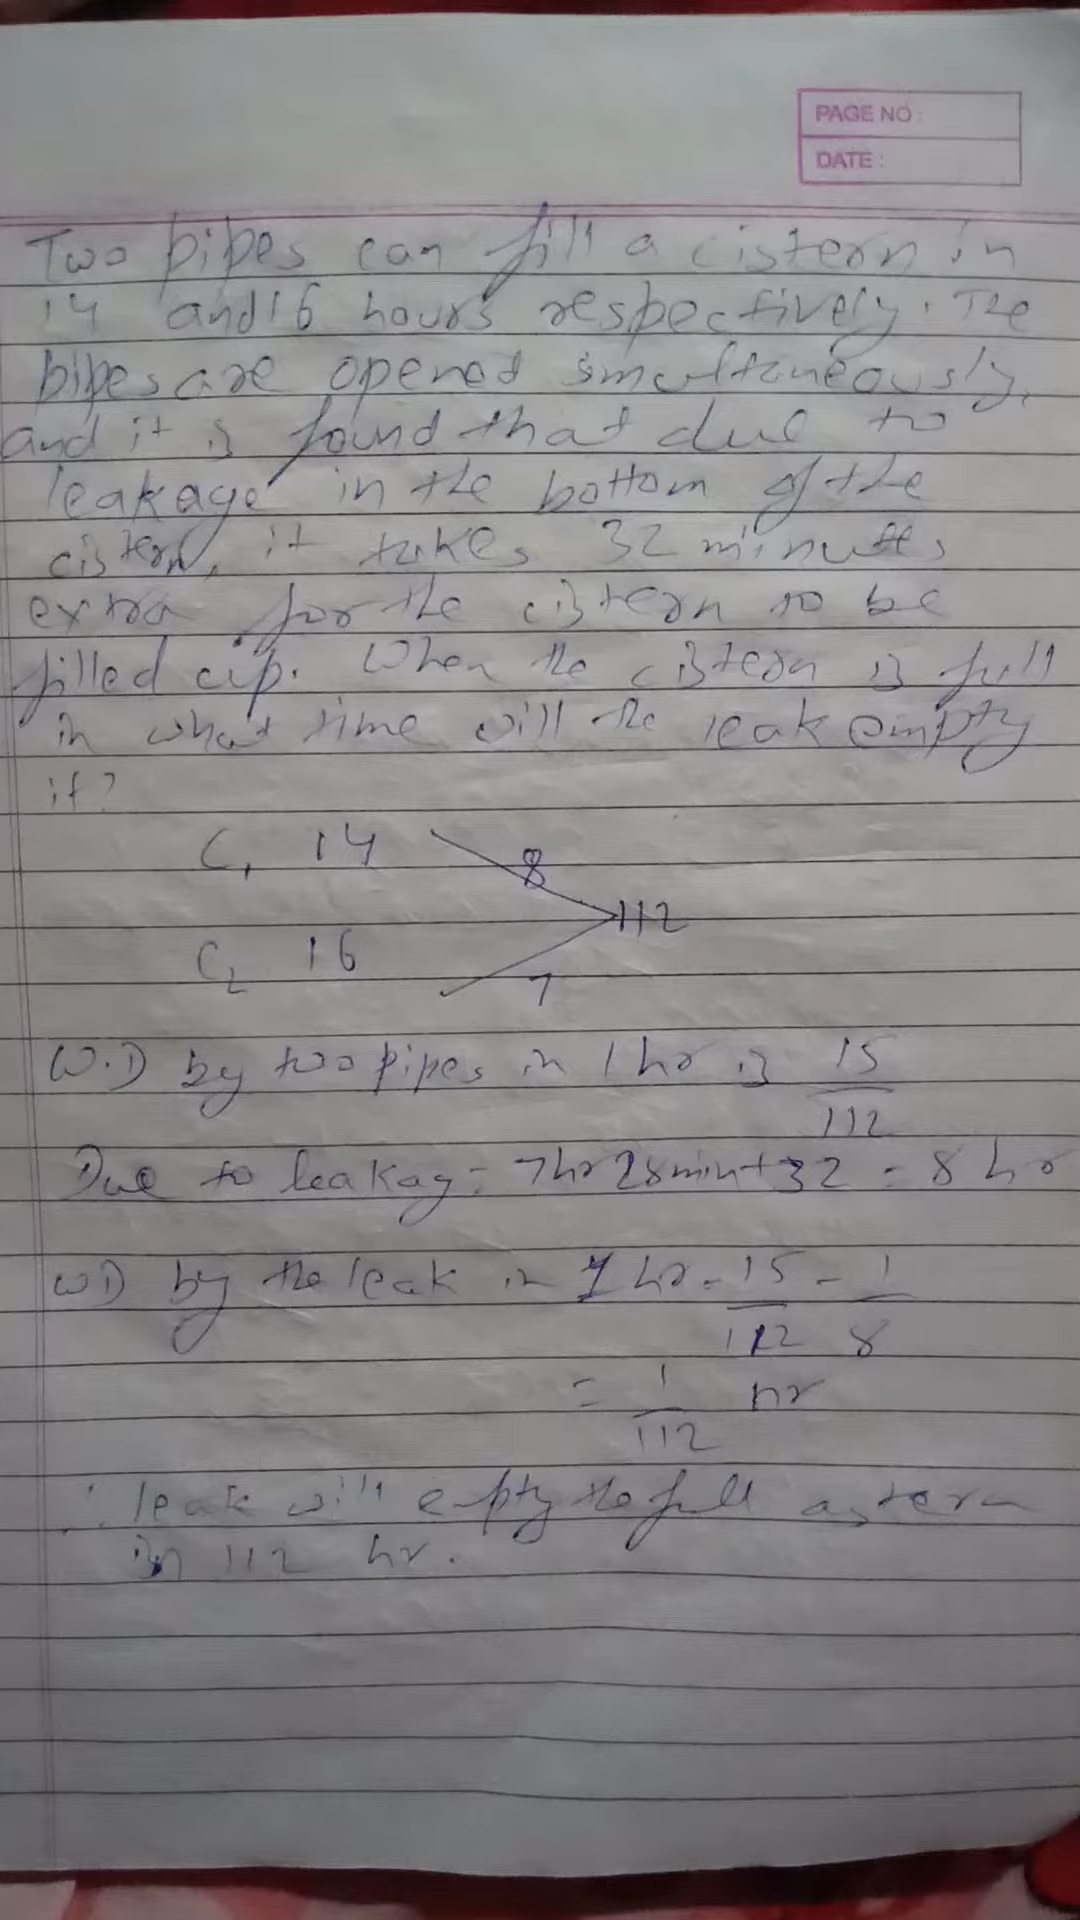 PAGE NO :
DATE :
Two pipes can fill a cistern in
14 and 16 hours respectively. The
pipes are opened simultaneously,
and it is found that due to
leakage in the bottom of the
cistern, it takes 32 minutes
extra for the cistern to be
filled up. When the cistern is full
in what time will the leak empty
it?
C₁ 14
8
112
C₂ 16
7
W.D by two pipes in 1 hr is 15/112
Due to leakag = 7hr 28min+32 = 8 hr
WD by the leak in 1 hr = 15/112 - 1/8
= 1/112 hr
∴ leak will empty the full cistern
in 112 hr.